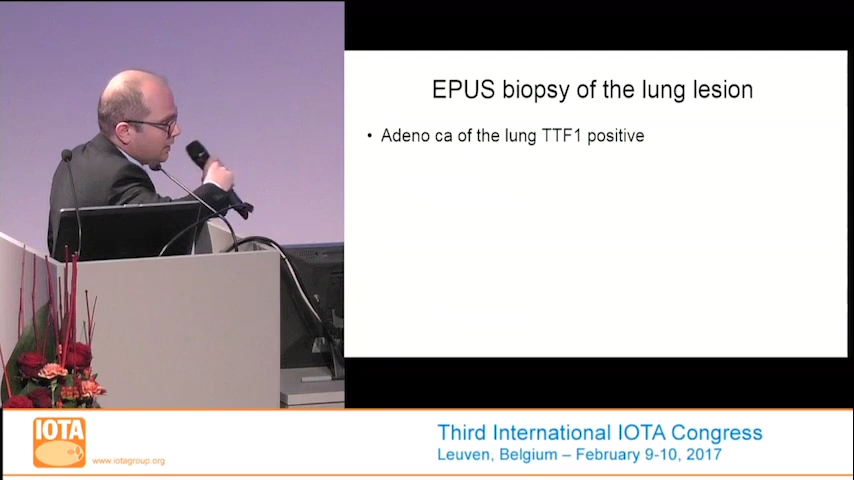 EPUS biopsy of the lung lesion
• Adeno ca of the lung TTF1 positive
IOTA
www.iotagroup.org
Third International IOTA Congress
Leuven, Belgium – February 9-10, 2017